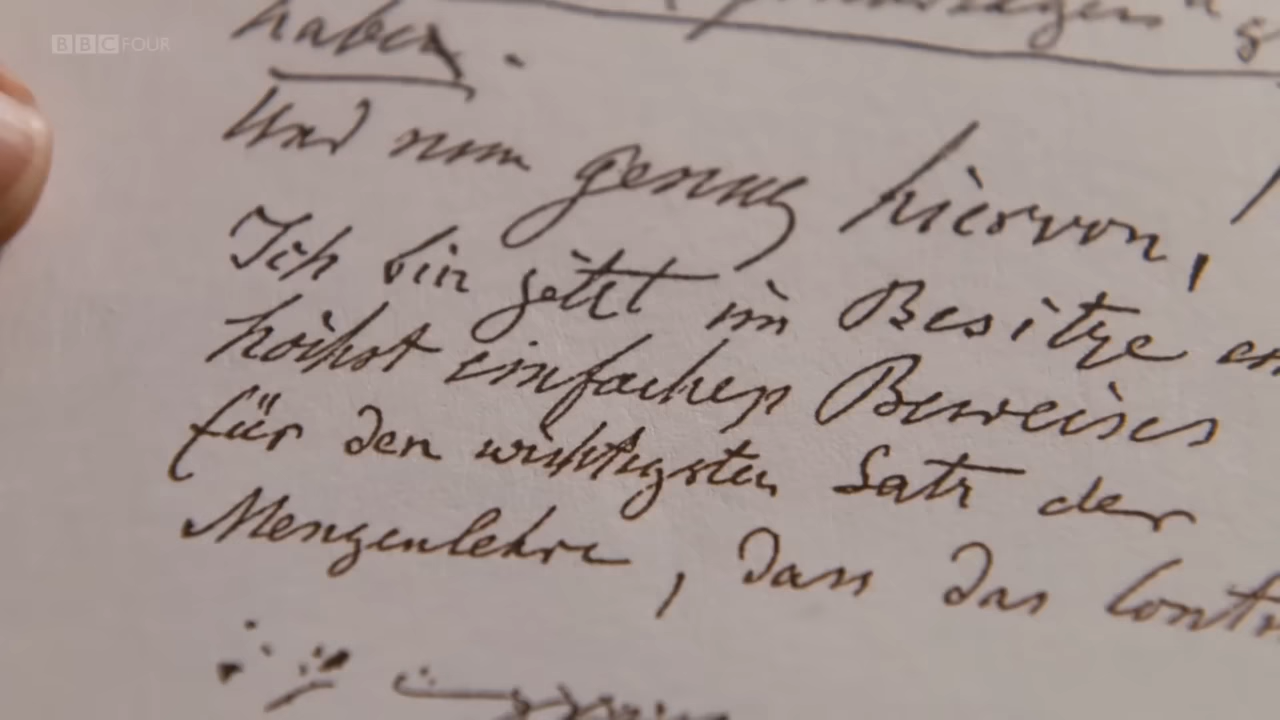 BBC FOUR
haben.
Und nun genug hiervon,
Ich bin jetzt im Besitze
höchst einfachen Beweises
für den wichtigsten Satz der
Mengenlehre, dass das Cont